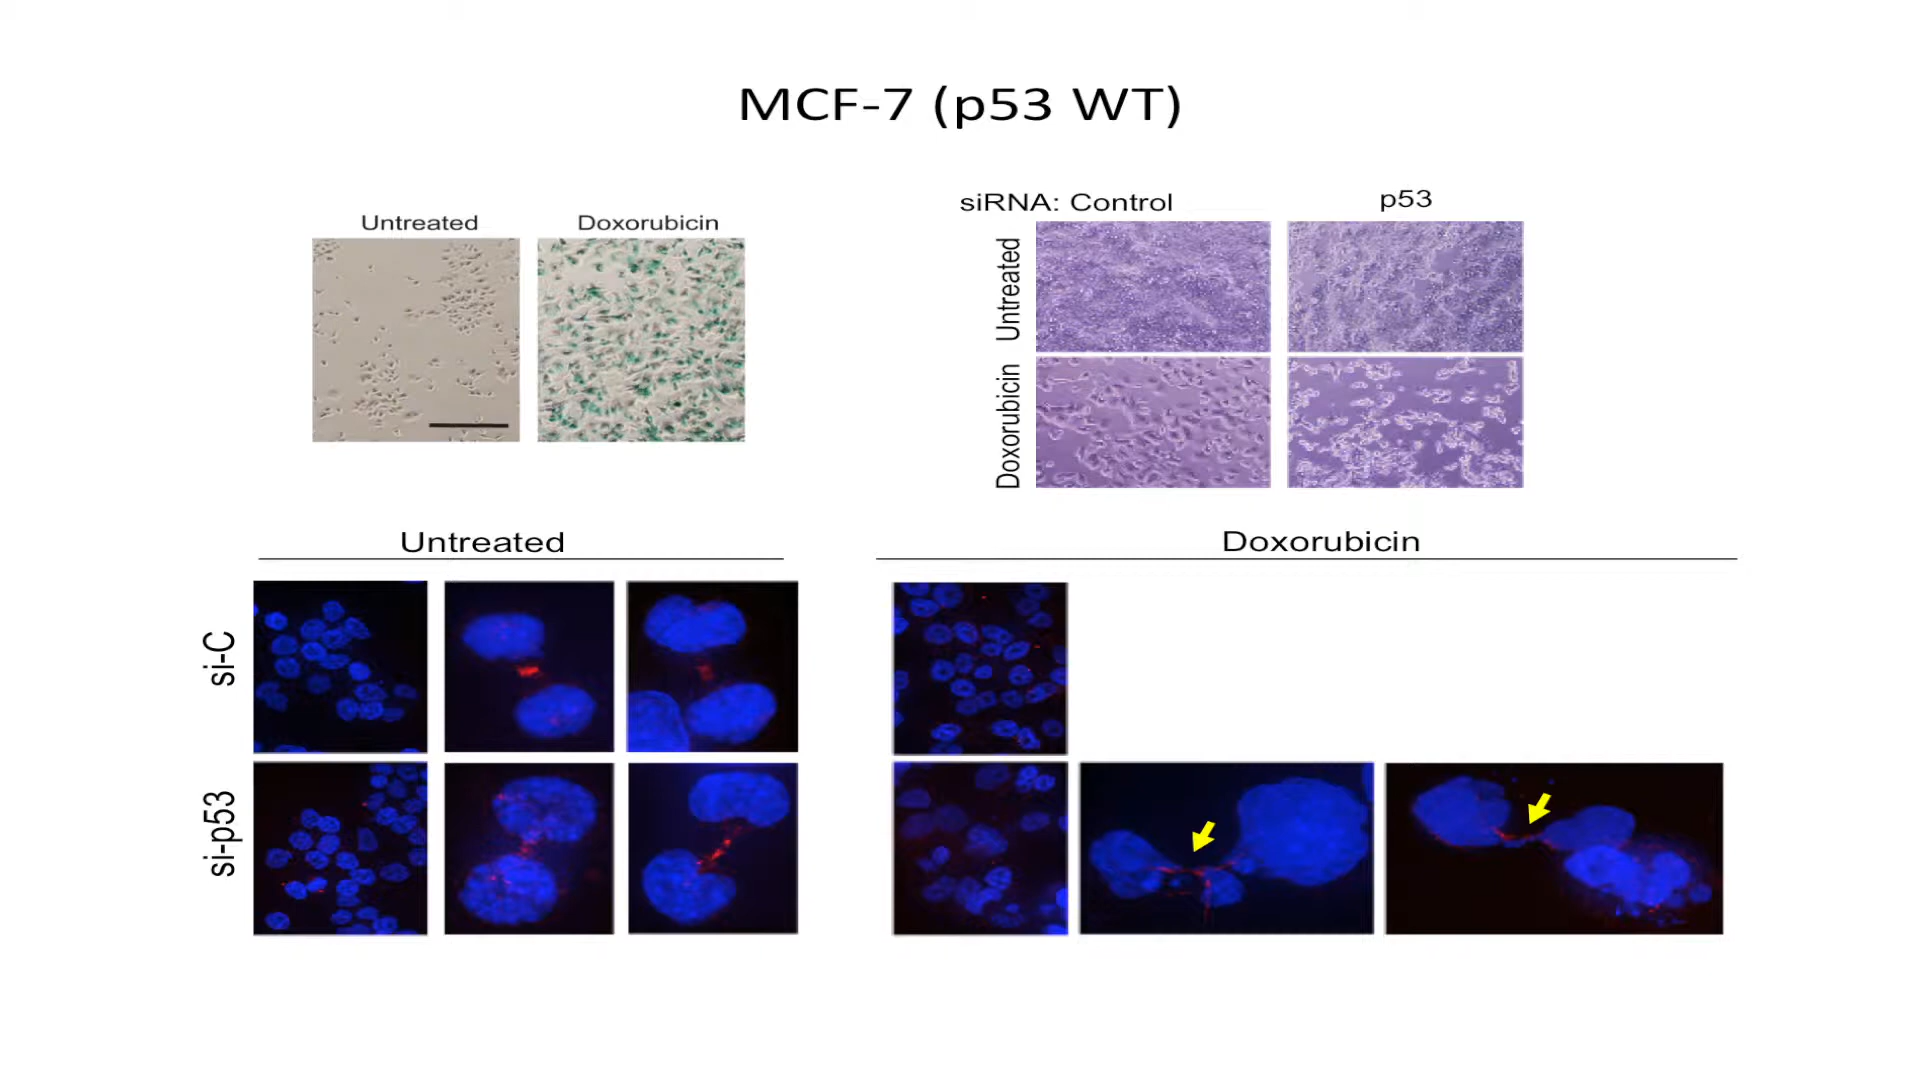 MCF-7 (p53 WT)
Untreated
Doxorubicin
siRNA: Control
p53
Untreated
Doxorubicin
Untreated
Doxorubicin
si-C
si-p53